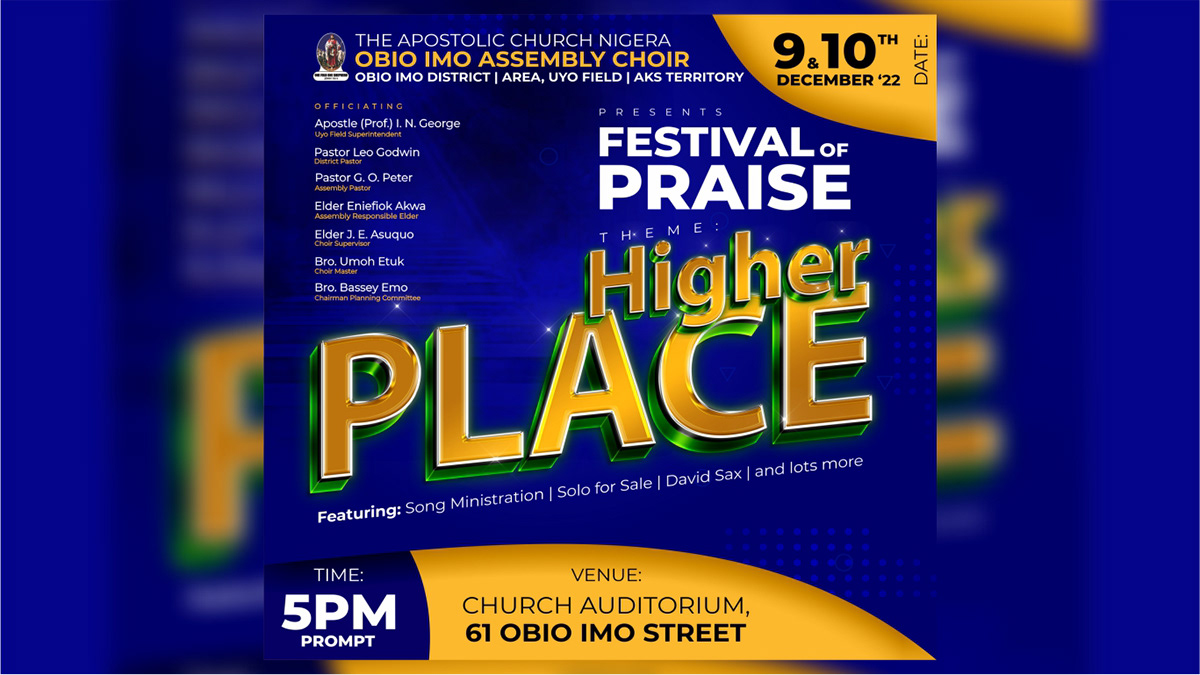 THE APOSTOLIC CHURCH NIGERA
OBIO IMO ASSEMBLY CHOIR
OBIO IMO DISTRICT | AREA, UYO FIELD | AKS TERRITORY
9 & 10TH
DECEMBER ‘22
DATE:
OFFICIATING
Apostle (Prof.) I. N. George
Uyo Field Superintendent
Pastor Leo Godwin
District Pastor
Pastor G. O. Peter
Assembly Pastor
Elder Eniefiok Akwa
Assembly Responsible Elder
Elder J. E. Asuquo
Choir Supervisor
Bro. Umoh Etuk
Choir Master
Bro. Bassey Emo
Chairman Planning Committee
PRESENTS
FESTIVAL OF
PRAISE
THEME:
Higher
PLACE
Featuring: Song Ministration | Solo for Sale | David Sax | and lots more
TIME:
5PM
PROMPT
VENUE:
CHURCH AUDITORIUM,
61 OBIO IMO STREET